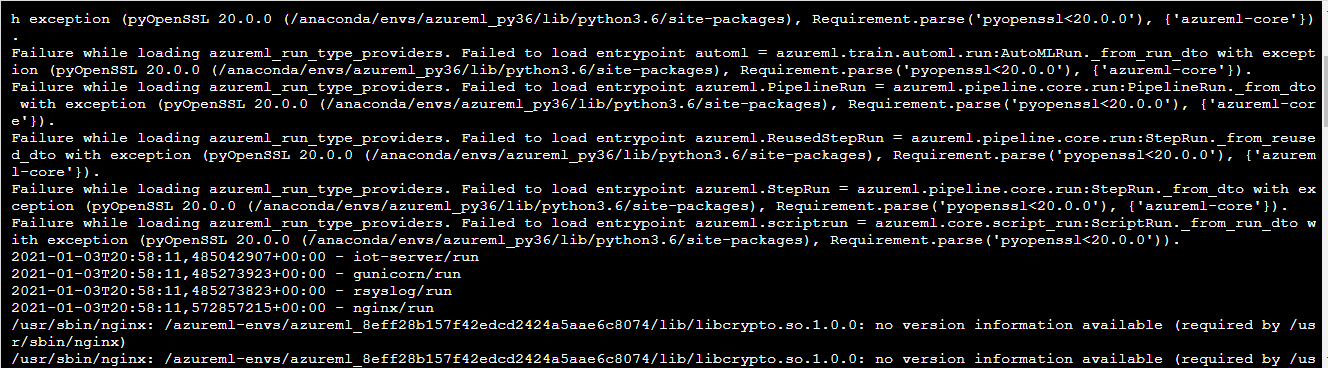 h exception (pyOpenSSL 20.0.0 (/anaconda/envs/azureml_py36/lib/python3.6/site-packages), Requirement.parse('pyopenssl<20.0.0'), {'azureml-core'})
.
Failure while loading azureml_run_type_providers. Failed to load entrypoint automl = azureml.train.automl.run:AutoMLRun._from_run_dto with except
ion (pyOpenSSL 20.0.0 (/anaconda/envs/azureml_py36/lib/python3.6/site-packages), Requirement.parse('pyopenssl<20.0.0'), {'azureml-core'}).
Failure while loading azureml_run_type_providers. Failed to load entrypoint azureml.PipelineRun = azureml.pipeline.core.run:PipelineRun._from_dto
 with exception (pyOpenSSL 20.0.0 (/anaconda/envs/azureml_py36/lib/python3.6/site-packages), Requirement.parse('pyopenssl<20.0.0'), {'azureml-cor
e'}).
Failure while loading azureml_run_type_providers. Failed to load entrypoint azureml.ReusedStepRun = azureml.pipeline.core.run:StepRun._from_reuse
d_dto with exception (pyOpenSSL 20.0.0 (/anaconda/envs/azureml_py36/lib/python3.6/site-packages), Requirement.parse('pyopenssl<20.0.0'), {'azurem
l-core'}).
Failure while loading azureml_run_type_providers. Failed to load entrypoint azureml.StepRun = azureml.pipeline.core.run:StepRun._from_dto with ex
ception (pyOpenSSL 20.0.0 (/anaconda/envs/azureml_py36/lib/python3.6/site-packages), Requirement.parse('pyopenssl<20.0.0'), {'azureml-core'}).
Failure while loading azureml_run_type_providers. Failed to load entrypoint azureml.scriptrun = azureml.core.script_run:ScriptRun._from_run_dto w
ith exception (pyOpenSSL 20.0.0 (/anaconda/envs/azureml_py36/lib/python3.6/site-packages), Requirement.parse('pyopenssl<20.0.0')).
2021-01-03T20:58:11,485042907+00:00 - iot-server/run
2021-01-03T20:58:11,485273923+00:00 - gunicorn/run
2021-01-03T20:58:11,485273823+00:00 - rsyslog/run
2021-01-03T20:58:11,572857215+00:00 - nginx/run
/usr/sbin/nginx: /azureml-envs/azureml_8eff28b157f42edcd2424a5aae6c8074/lib/libcrypto.so.1.0.0: no version information available (required by /us
r/sbin/nginx)
/usr/sbin/nginx: /azureml-envs/azureml_8eff28b157f42edcd2424a5aae6c8074/lib/libcrypto.so.1.0.0: no version information available (required by /us